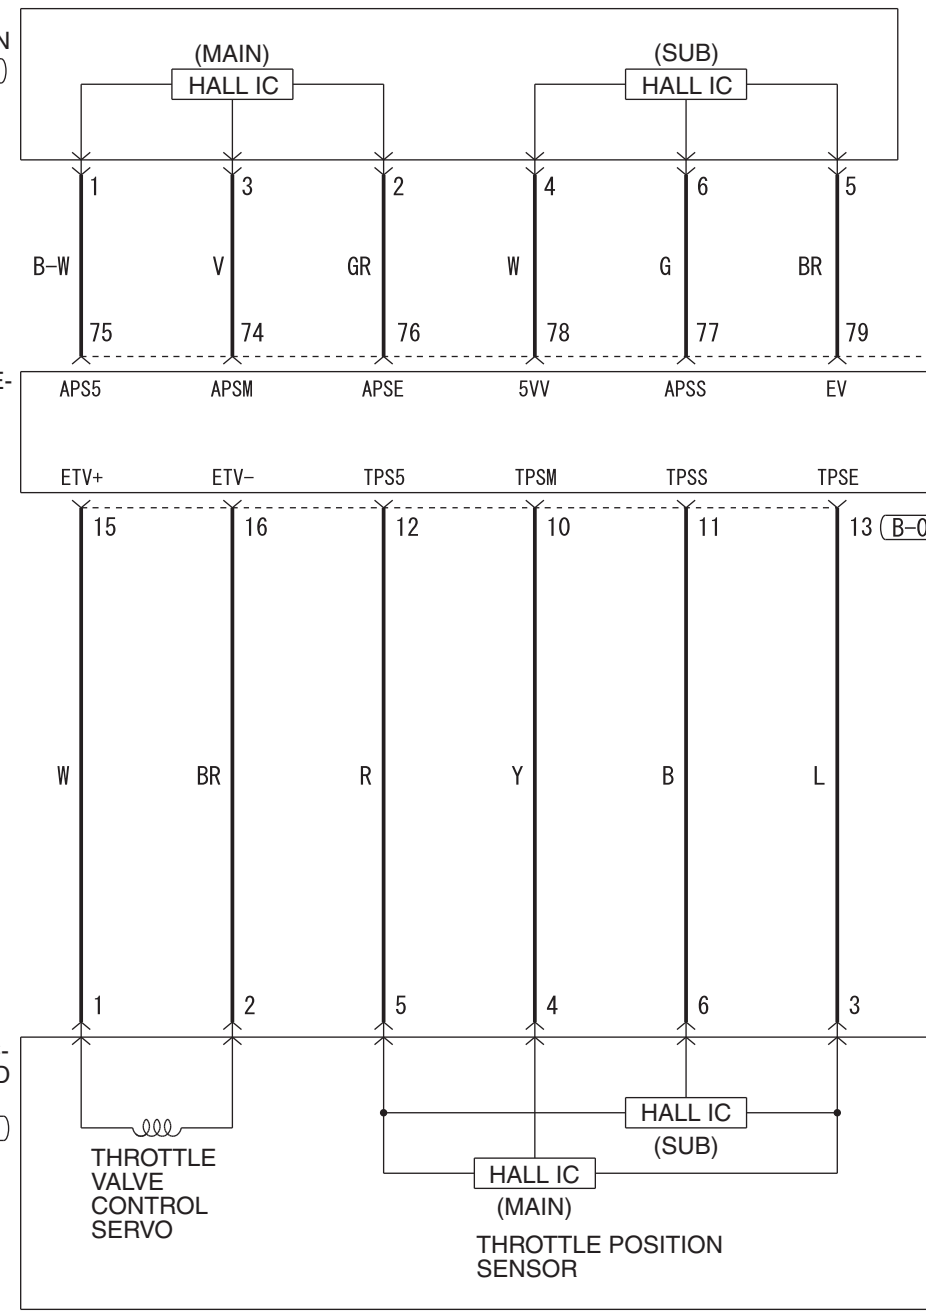 N
(MAIN)
(SUB)
HALL IC
HALL IC
1
3
2
4
6
5
B-W
V
GR
W
G
BR
75
74
76
78
77
79
E-
APS5
APSM
APSE
5VV
APSS
EV
ETV+
ETV-
TPS5
TPSM
TPSS
TPSE
15
16
12
10
11
13
B-0
W
BR
R
Y
B
L
1
2
5
4
6
3
-
D
HALL IC
(SUB)
THROTTLE
VALVE
CONTROL
SERVO
HALL IC
(MAIN)
THROTTLE POSITION
SENSOR